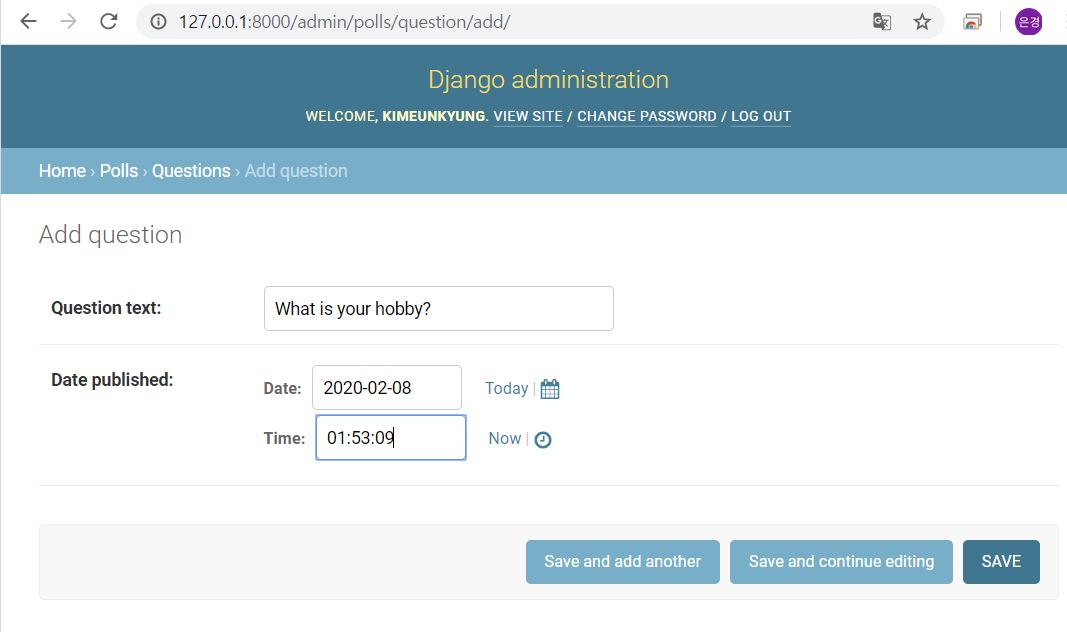 127.0.0.1:8000/admin/polls/question/add/
은경
Django administration
WELCOME, KIMEUNKYUNG. VIEW SITE / CHANGE PASSWORD / LOG OUT
Home › Polls › Questions › Add question
Add question
Question text: What is your hobby?
Date published:
Date: 2020-02-08 Today |
Time: 01:53:09 Now |
Save and add another Save and continue editing SAVE